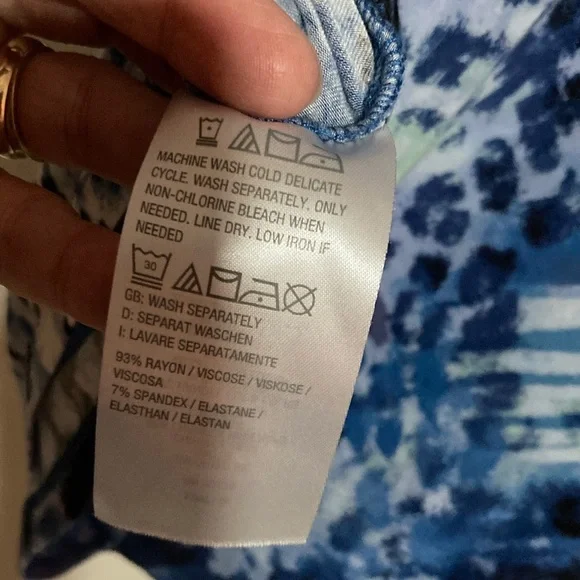 MACHINE WASH COLD DELICATE
CYCLE. WASH SEPARATELY. ONLY
NON-CHLORINE BLEACH WHEN
NEEDED. LINE DRY. LOW IRON IF
NEEDED
30
GB: WASH SEPARATELY
D: SEPARAT WASCHEN
I: LAVARE SEPARATAMENTE
93% RAYON / VISCOSE / VISKOSE /
VISCOSA
7% SPANDEX / ELASTANE /
ELASTHAN / ELASTAN